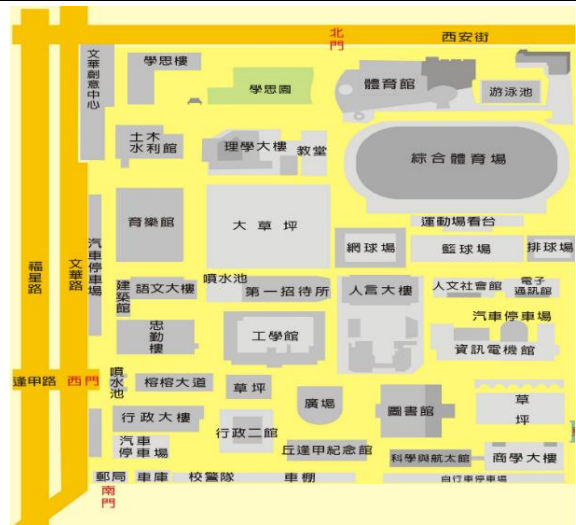 北門
西安街
文華創意中心
學思樓
學思園
體育館
游泳池
土木
水利館
理學大樓
教堂
綜合體育場
育樂館
大草坪
運動場看台
網球場
籃球場
排球場
福星路
文華路
汽車停車場
建築館
語文大樓
噴水池
第一招待所
人言大樓
人文社會館
電子
通訊館
忠勤樓
工學館
汽車停車場
資訊電機館
逢甲路
西門
噴水池
榕榕大道
草坪
廣場
圖書館
草坪
行政大樓
行政二館
汽車
停車場
丘逢甲紀念館
科學與航太館
商學大樓
郵局
車庫
校警隊
車棚
自行車停車場
南門